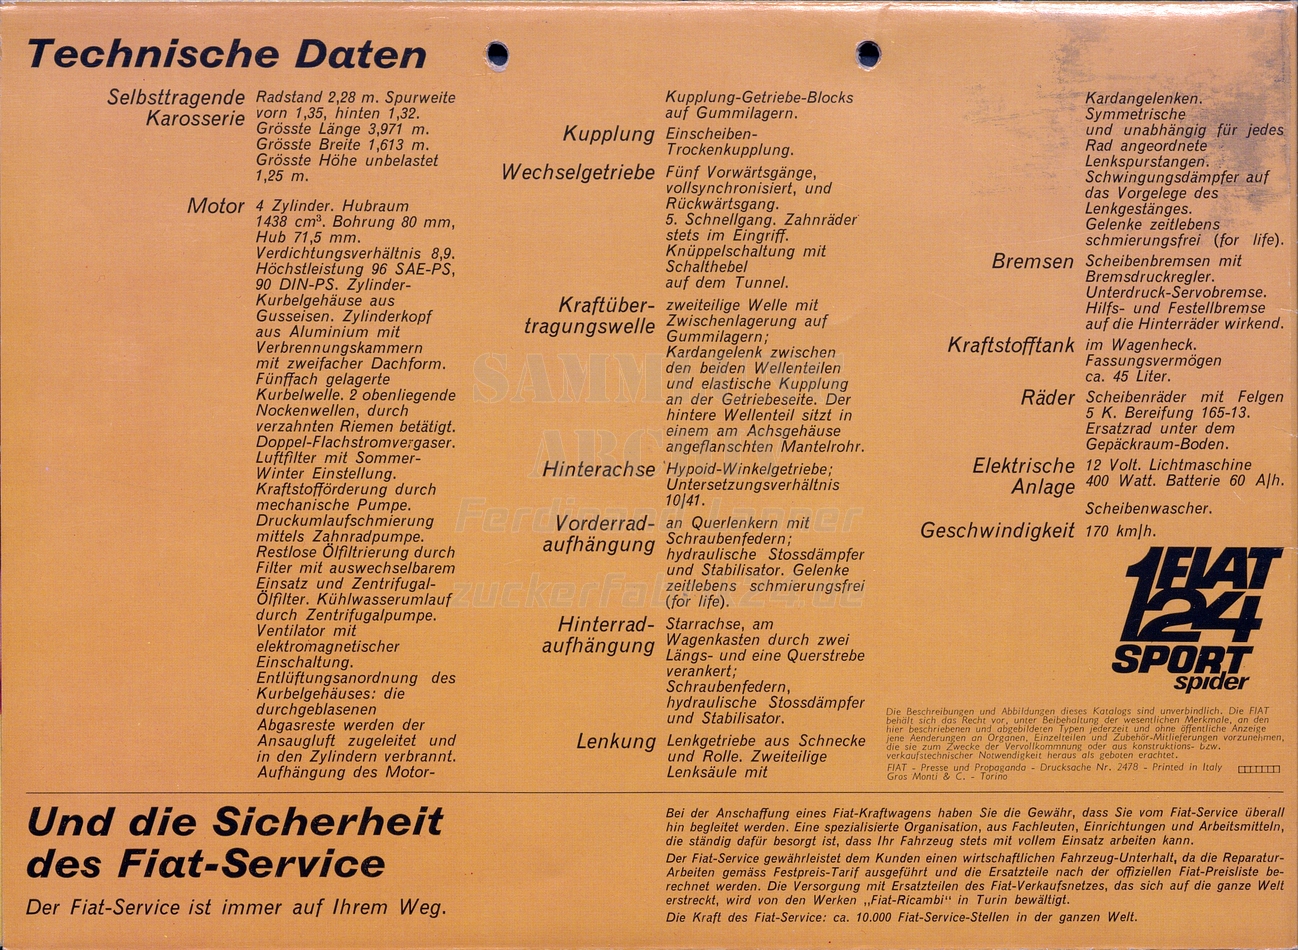 Technische Daten
Selbsttragende
Karosserie
Radstand 2,28 m. Spurweite
vorn 1,35, hinten 1,32.
Grösste Länge 3,971 m.
Grösste Breite 1,613 m.
Grösste Höhe unbelastet
1,25 m.
Motor
4 Zylinder. Hubraum
1438 cm³. Bohrung 80 mm,
Hub 71,5 mm.
Verdichtungsverhältnis 8,9.
Höchstleistung 96 SAE-PS,
90 DIN-PS. Zylinder-
Kurbelgehäuse aus
Gusseisen. Zylinderkopf
aus Aluminium mit
Verbrennungskammern
mit zweifacher Dachform.
Fünffach gelagerte
Kurbelwelle. 2 obenliegende
Nockenwellen, durch
verzahnten Riemen betätigt.
Doppel-Flachstromvergaser.
Luftfilter mit Sommer-
Winter Einstellung.
Kraftstofförderung durch
mechanische Pumpe.
Druckumlaufschmierung
mittels Zahnradpumpe.
Restlose Ölfiltrierung durch
Filter mit auswechselbarem
Einsatz und Zentrifugal-
Ölfilter. Kühlwasserumlauf
durch Zentrifugalpumpe.
Ventilator mit
elektromagnetischer
Einschaltung.
Entlüftungsanordnung des
Kurbelgehäuses: die
durchgeblasenen
Abgasreste werden der
Ansaugluft zugeleitet und
in den Zylindern verbrannt.
Aufhängung des Motor-
Kupplung-Getriebe-Blocks
auf Gummilagern.
Kupplung
Einscheiben-
Trockenkupplung.
Wechselgetriebe
Fünf Vorwärtsgänge,
vollsynchronisiert, und
Rückwärtsgang.
5. Schnellgang. Zahnräder
stets im Eingriff.
Knüppelschaltung mit
Schalthebel
auf dem Tunnel.
Kraftüber-
tragungswelle
zweiteilige Welle mit
Zwischenlagerung auf
Gummilagern;
Kardangelenk zwischen
den beiden Wellenteilen
und elastische Kupplung
an der Getriebeseite. Der
hintere Wellenteil sitzt in
einem am Achsgehäuse
angeflanschten Mantelrohr.
Hinterachse
Hypoid-Winkelgetriebe;
Untersetzungsverhältnis
10/41.
Vorderrad-
aufhängung
an Querlenkern mit
Schraubenfedern;
hydraulische Stossdämpfer
und Stabilisator. Gelenke
zeitlebens schmierungsfrei
(for life).
Hinterrad-
aufhängung
Starrachse, am
Wagenkasten durch zwei
Längs- und eine Querstrebe
verankert;
Schraubenfedern,
hydraulische Stossdämpfer
und Stabilisator.
Lenkung
Lenkgetriebe aus Schnecke
und Rolle. Zweiteilige
Lenksäule mit
Kardangelenken.
Symmetrische
und unabhängig für jedes
Rad angeordnete
Lenkspurstangen.
Schwingungsdämpfer auf
das Vorgelege des
Lenkgestänges.
Gelenke zeitlebens
schmierungsfrei (for life).
Bremsen
Scheibenbremsen mit
Bremsdruckregler.
Unterdruck-Servobremse.
Hilfs- und Festellbremse
auf die Hinterräder wirkend.
Kraftstofftank
im Wagenheck.
Fassungsvermögen
ca. 45 Liter.
Räder
Scheibenräder mit Felgen
5 K. Bereifung 165-13.
Ersatzrad unter dem
Gepäckraum-Boden.
Elektrische
Anlage
12 Volt. Lichtmaschine
400 Watt. Batterie 60 A/h.
Scheibenwascher.
Geschwindigkeit
170 km/h.
FIAT
124
SPORT
spider
Die Beschreibungen und Abbildungen dieses Katalogs sind unverbindlich. Die FIAT
behält sich das Recht vor, unter Beibehaltung der wesentlichen Merkmale, an den
hier beschriebenen und abgebildeten Typen jederzeit und ohne öffentliche Anzeige
jene Aenderungen an Organen, Einzelteilen und Zubehör-Mitlieferungen vorzunehmen,
die sie zum Zwecke der Vervollkommnung oder aus konstruktions- bzw.
verkaufstechnischer Notwendigkeit heraus als geboten erachtet.
FIAT - Presse und Propaganda - Drucksache Nr. 2478 - Printed in Italy
Gros Monti & C. - Torino
SAMMLUNG
ARCHIV
Ferdinand Lanner
zuckerfabrik24.de
Und die Sicherheit
des Fiat-Service
Der Fiat-Service ist immer auf Ihrem Weg.
Bei der Anschaffung eines Fiat-Kraftwagens haben Sie die Gewähr, dass Sie vom Fiat-Service überall
hin begleitet werden. Eine spezialisierte Organisation, aus Fachleuten, Einrichtungen und Arbeitsmitteln,
die ständig dafür besorgt ist, dass Ihr Fahrzeug stets mit vollem Einsatz arbeiten kann.
Der Fiat-Service gewährleistet dem Kunden einen wirtschaftlichen Fahrzeug-Unterhalt, da die Reparatur-
Arbeiten gemäss Festpreis-Tarif ausgeführt und die Ersatzteile nach der offiziellen Fiat-Preisliste be-
rechnet werden. Die Versorgung mit Ersatzteilen des Fiat-Verkaufsnetzes, das sich auf die ganze Welt
erstreckt, wird von den Werken „Fiat-Ricambi" in Turin bewältigt.
Die Kraft des Fiat-Service: ca. 10.000 Fiat-Service-Stellen in der ganzen Welt.